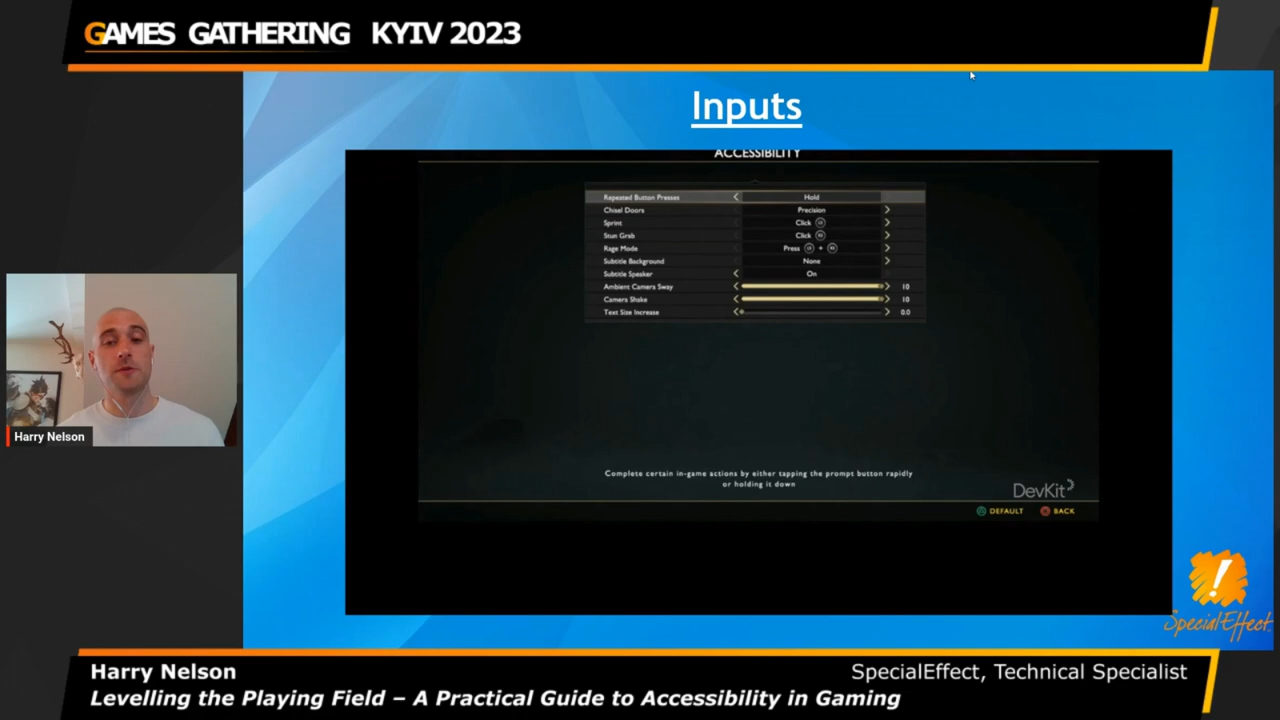 GAMES GATHERING KYIV 2023
Inputs
ACCESSIBILITY
Repeated Button Presses Hold
Chisel Doors Precision
Sprint Click
Stun Grab Click
Rage Mode Press +
Subtitle Background None
Subtitle Speaker On
Ambient Camera Sway 10
Camera Shake 10
Text Size Increase 0.0
Complete certain in-game actions by either tapping the prompt button rapidly
or holding it down
DevKit
DEFAULT BACK
Harry Nelson
SpecialEffect
Harry Nelson SpecialEffect, Technical Specialist
Levelling the Playing Field – A Practical Guide to Accessibility in Gaming